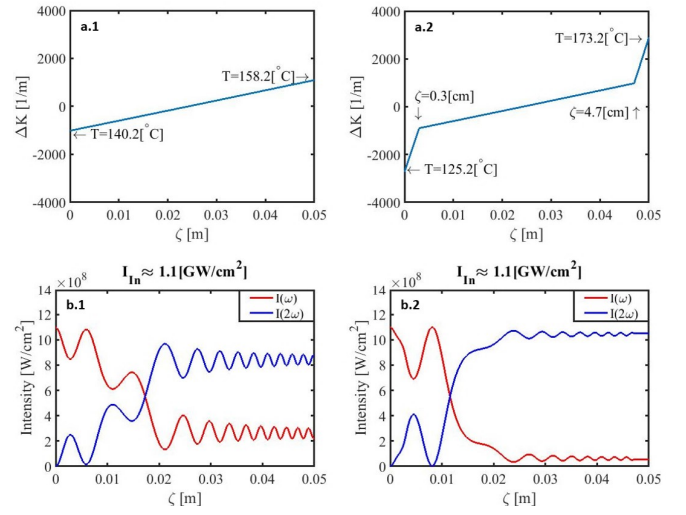 a.1
4000
2000
0
-2000
-4000
ΔK [1/m]
T=158.2[°C]→
←T=140.2[°C]
0 0.01 0.02 0.03 0.04 0.05
ζ [m]
a.2
4000
2000
0
-2000
-4000
ΔK [1/m]
T=173.2[°C]→
ζ=0.3[cm]
↓
ζ=4.7[cm]↑
←T=125.2[°C]
0 0.01 0.02 0.03 0.04 0.05
ζ [m]
I_In ≈ 1.1[GW/cm²]
×10⁸
b.1
I(ω)
I(2ω)
14
12
10
8
6
4
2
0
Intensity [W/cm²]
0 0.01 0.02 0.03 0.04 0.05
ζ [m]
I_In ≈ 1.1[GW/cm²]
×10⁸
b.2
I(ω)
I(2ω)
14
12
10
8
6
4
2
0
Intensity [W/cm²]
0 0.01 0.02 0.03 0.04 0.05
ζ [m]